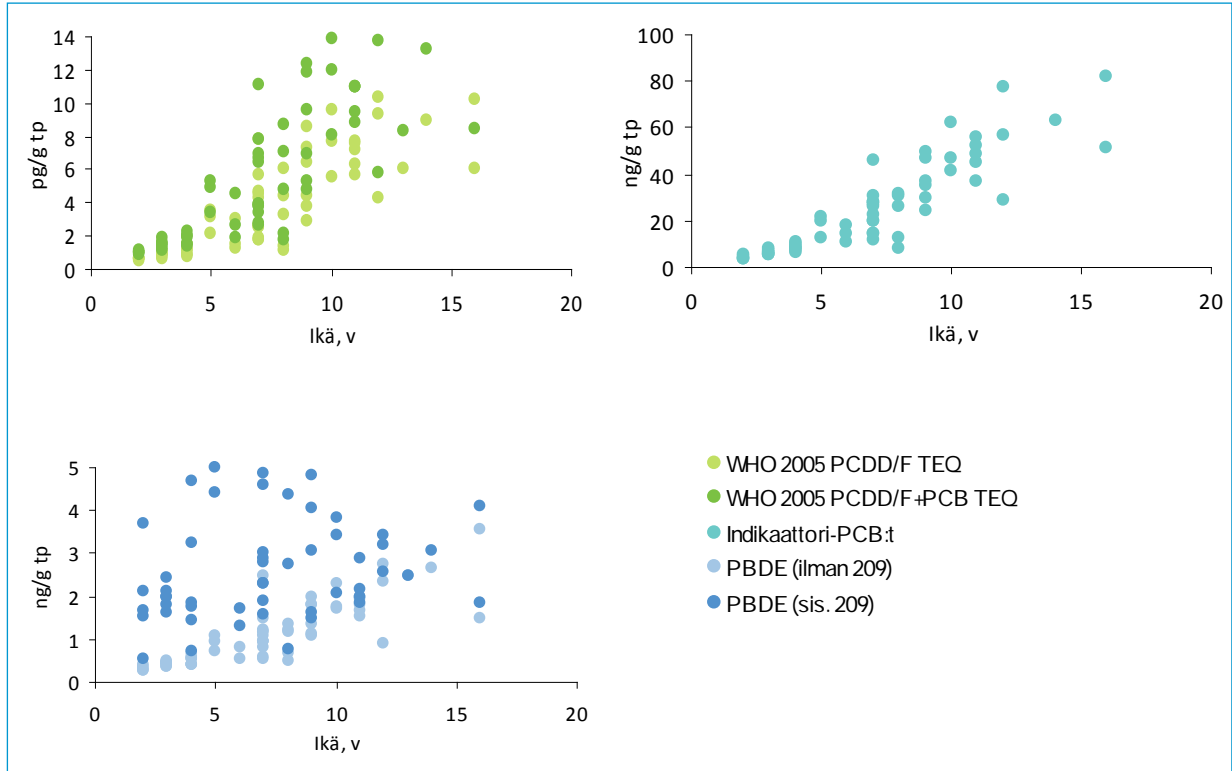 pg/g tp
14
12
10
8
6
4
2
0
0 5 10 15 20
Ikä, v
ng/g tp
100
80
60
40
20
0
0 5 10 15 20
Ikä, v
ng/g tp
5
4
3
2
1
0
0 5 10 15 20
Ikä, v
WHO 2005 PCDD/F TEQ
WHO 2005 PCDD/F+PCB TEQ
Indikaattori-PCB:t
PBDE (ilman 209)
PBDE (sis. 209)